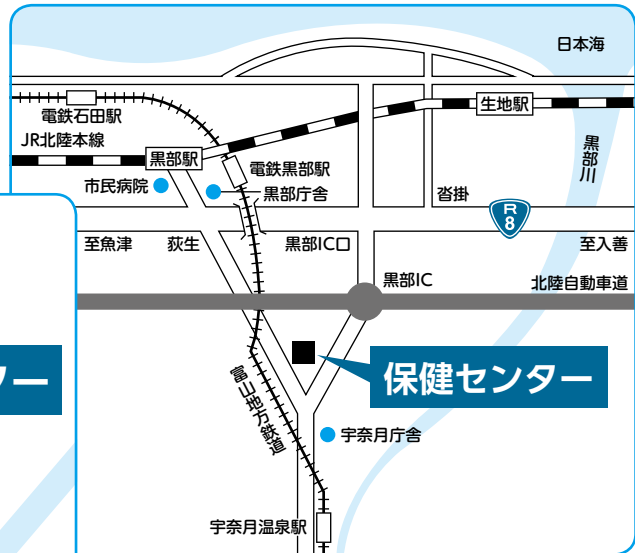 日本海
電鉄石田駅
生地駅
JR北陸本線
黒部駅
電鉄黒部駅
黒部川
市民病院
黒部庁舎
沓掛
R
8
至魚津
荻生
黒部IC口
至入善
黒部IC
北陸自動車道
ー
保健センター
富山地方鉄道
宇奈月庁舎
宇奈月温泉駅